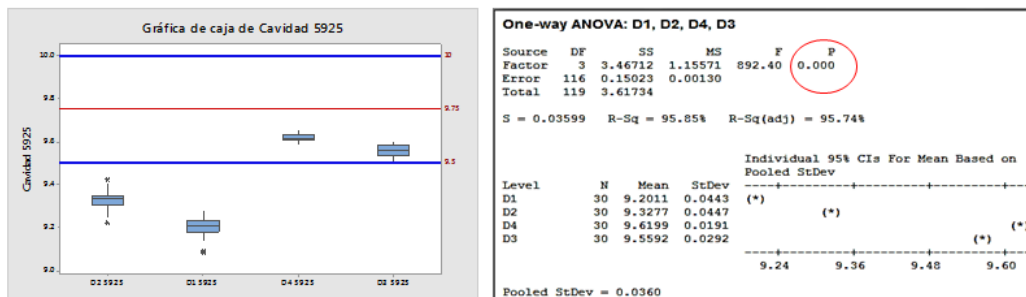 Gráfica de caja de Cavidad 5925
Cavidad 5925
10.0
9.8
9.6
9.4
9.2
9.0
10
9.75
9.5
D2 5925 D1 5925 D4 5925 D3 5925
One-way ANOVA: D1, D2, D4, D3
Source DF SS MS F P
Factor 3 3.46712 1.15571 892.40 0.000
Error 116 0.15023 0.00130
Total 119 3.61734
S = 0.03599 R-Sq = 95.85% R-Sq(adj) = 95.74%
Individual 95% CIs For Mean Based on
Pooled StDev
Level N Mean StDev ----+---------+---------+---------+--
D1 30 9.2011 0.0443 (*)
D2 30 9.3277 0.0447 (*)
D4 30 9.6199 0.0191 (*)
D3 30 9.5592 0.0292 (*)
----+---------+---------+---------+--
9.24 9.36 9.48 9.60
Pooled StDev = 0.0360